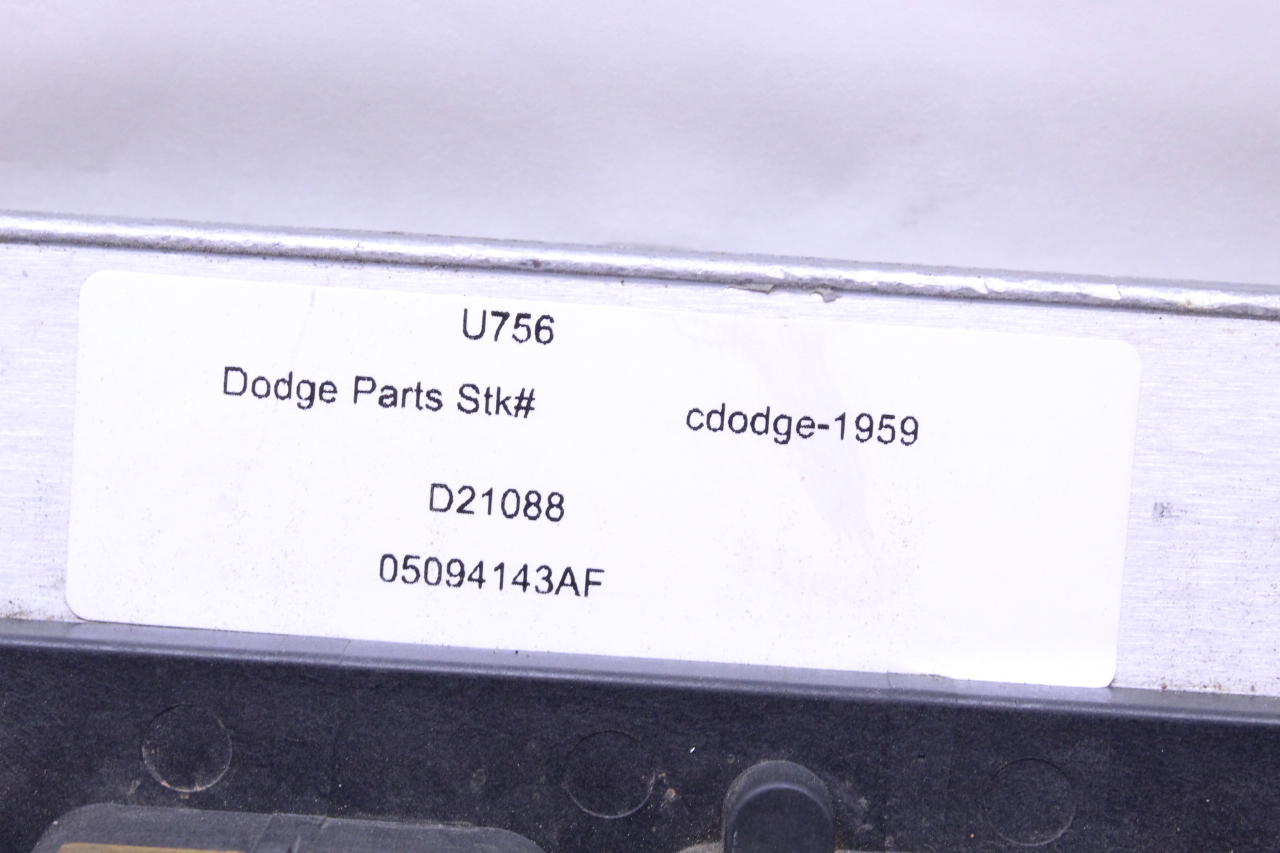 U756
Dodge Parts Stk# cdodge-1959
D21088
05094143AF